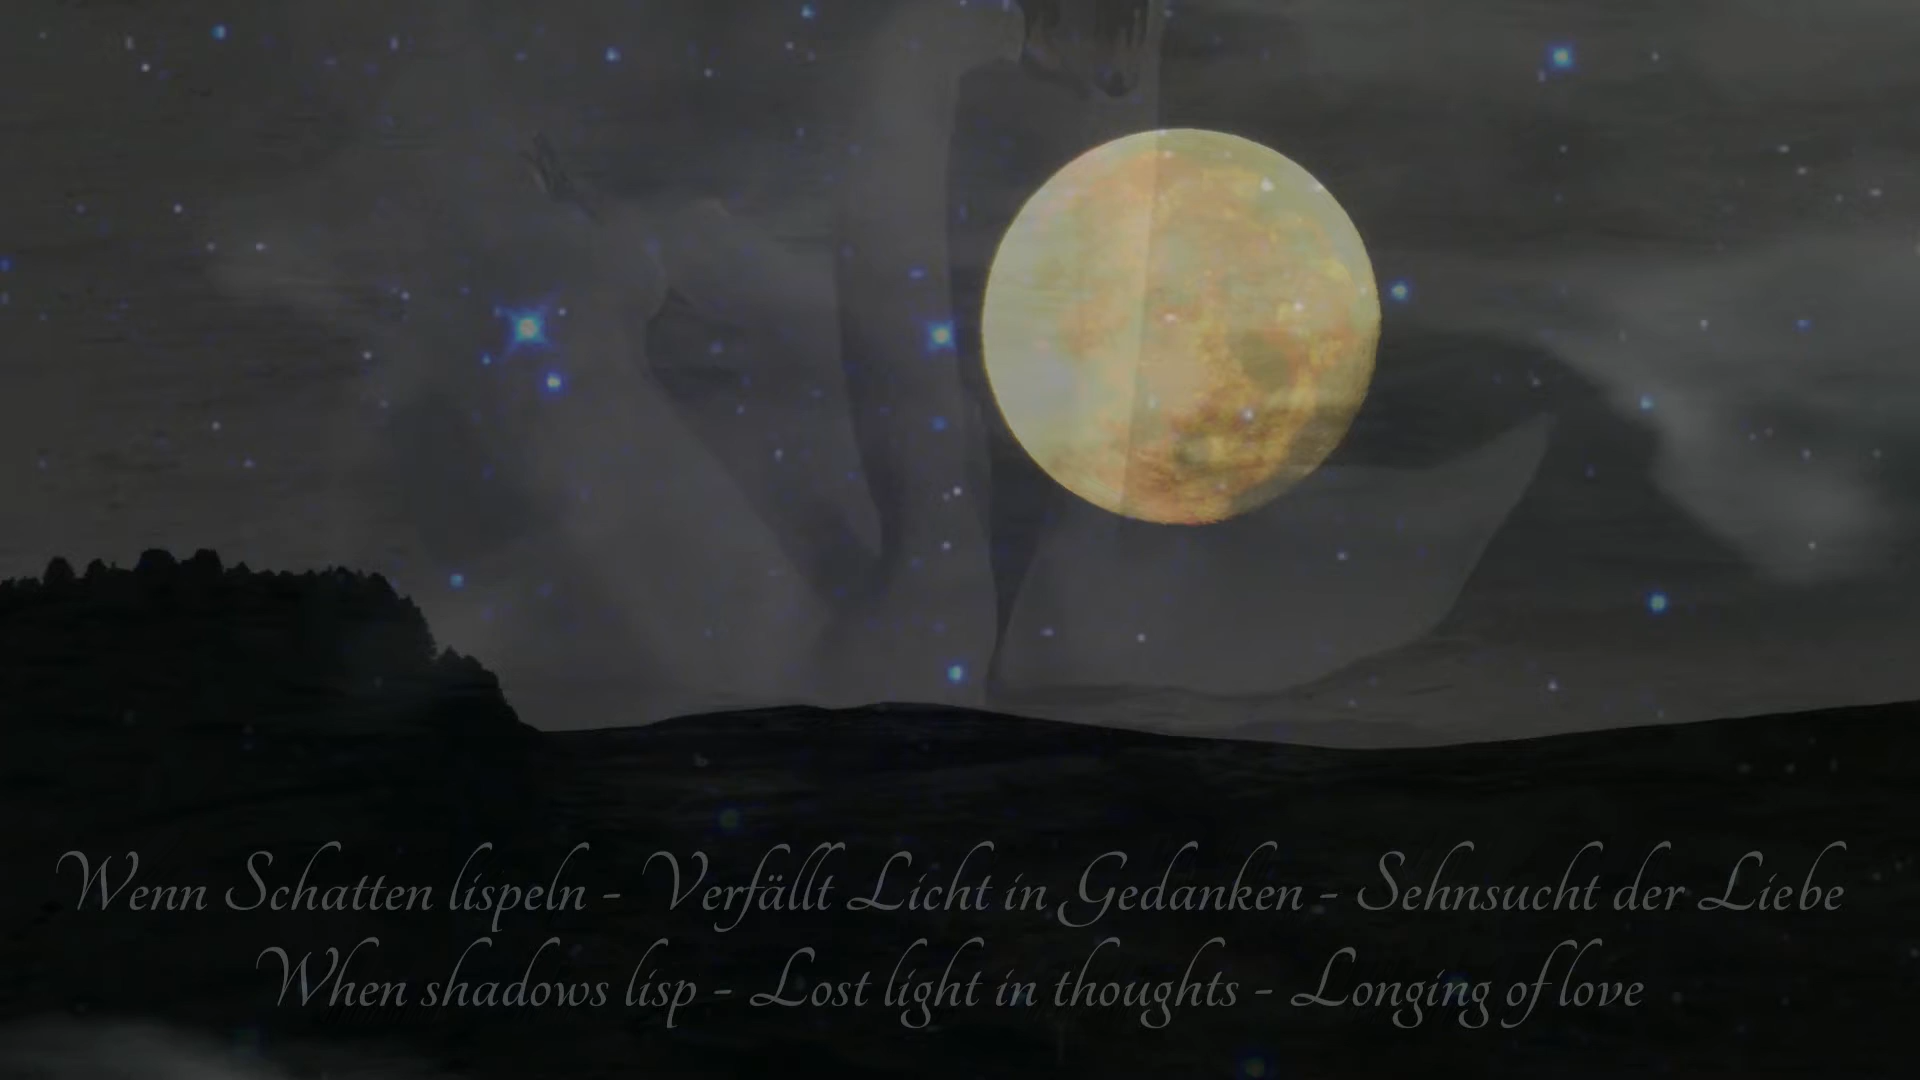 Wenn Schatten lispeln - Verfällt Licht in Gedanken - Sehnsucht der Liebe
When shadows lisp - Lost light in thoughts - Longing of love